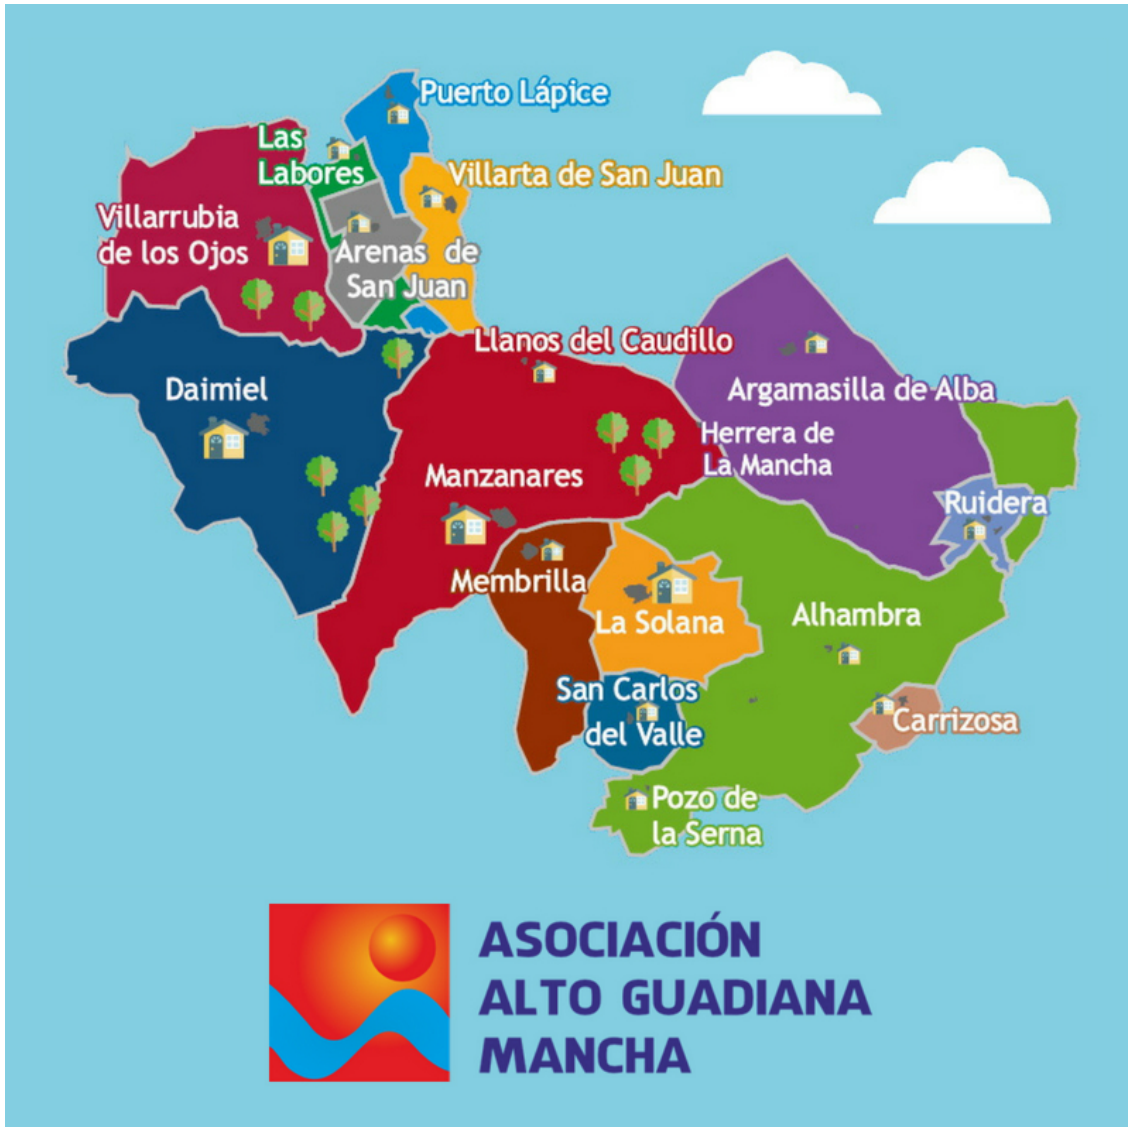 Puerto Lápice
Las
Labores
Villarta de San Juan
Villarrubia
de los Ojos
Arenas de
San Juan
Llanos del Caudillo
Daimiel
Argamasilla de Alba
Herrera de
La Mancha
Manzanares
Ruidera
Membrilla
La Solana
Alhambra
San Carlos
del Valle
Carrizosa
Pozo de
la Serna
ASOCIACIÓN
ALTO GUADIANA
MANCHA